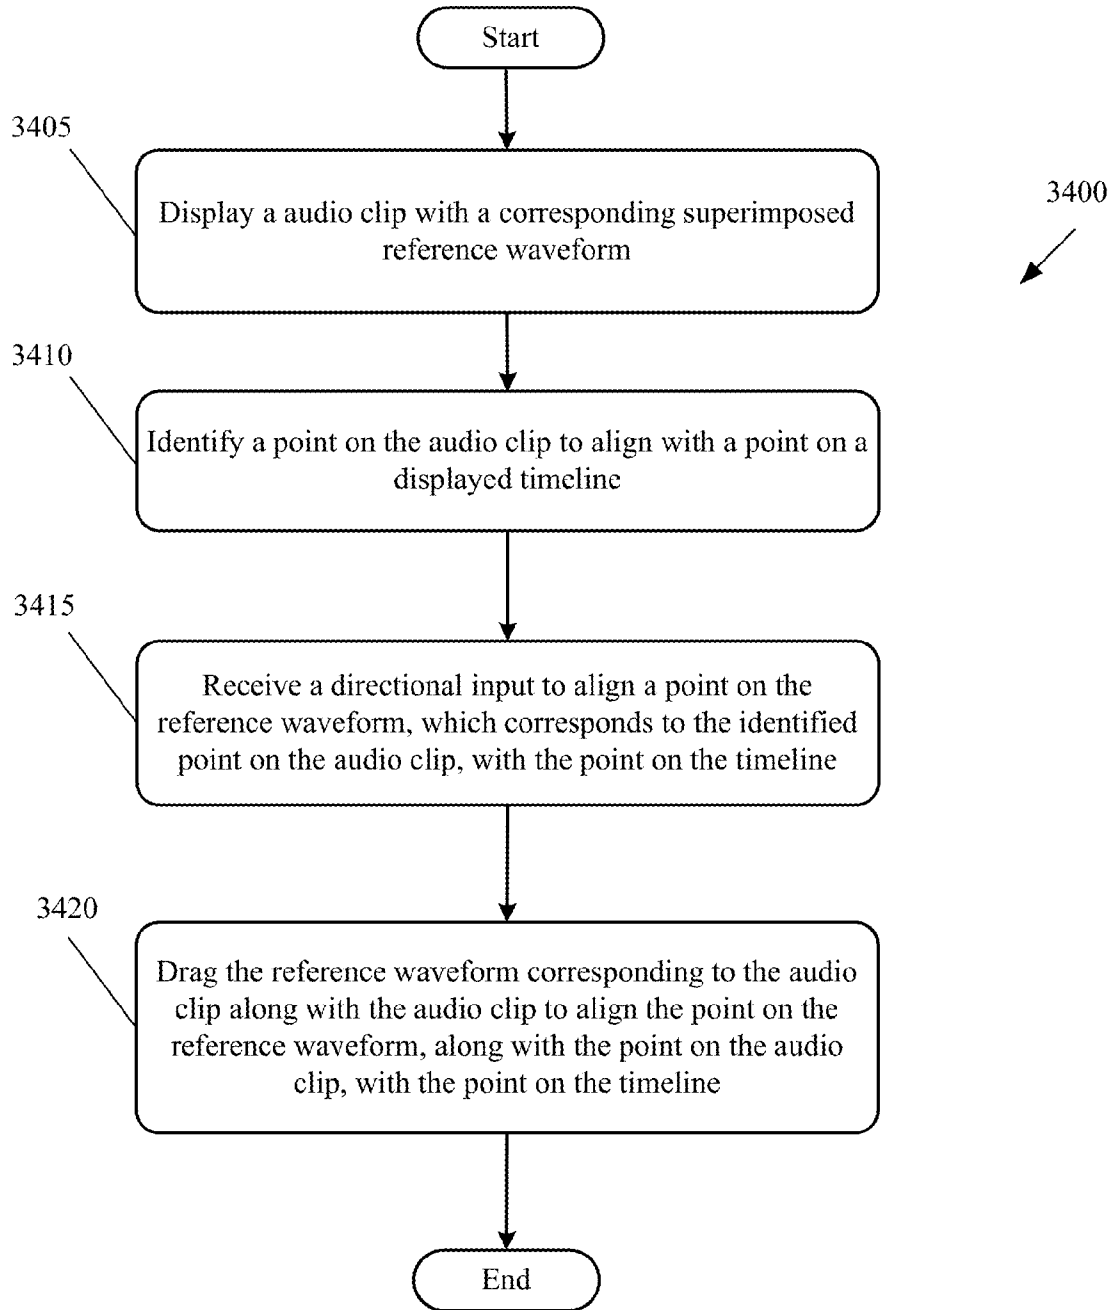 Start
3405
Display a audio clip with a corresponding superimposed
reference waveform
3400
3410
Identify a point on the audio clip to align with a point on a
displayed timeline
3415
Receive a directional input to align a point on the
reference waveform, which corresponds to the identified
point on the audio clip, with the point on the timeline
3420
Drag the reference waveform corresponding to the audio
clip along with the audio clip to align the point on the
reference waveform, along with the point on the audio
clip, with the point on the timeline
End